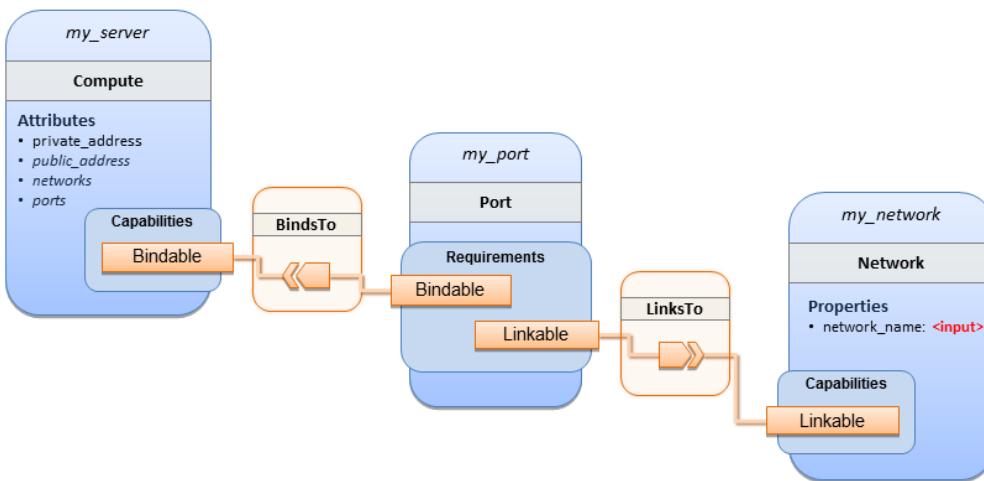 my_server
Compute
Attributes
• private_address
• public_address
• networks
• ports
Capabilities
Bindable
BindsTo
my_port
Port
Requirements
Bindable
Linkable
LinksTo
my_network
Network
Properties
• network_name: <input>
Capabilities
Linkable